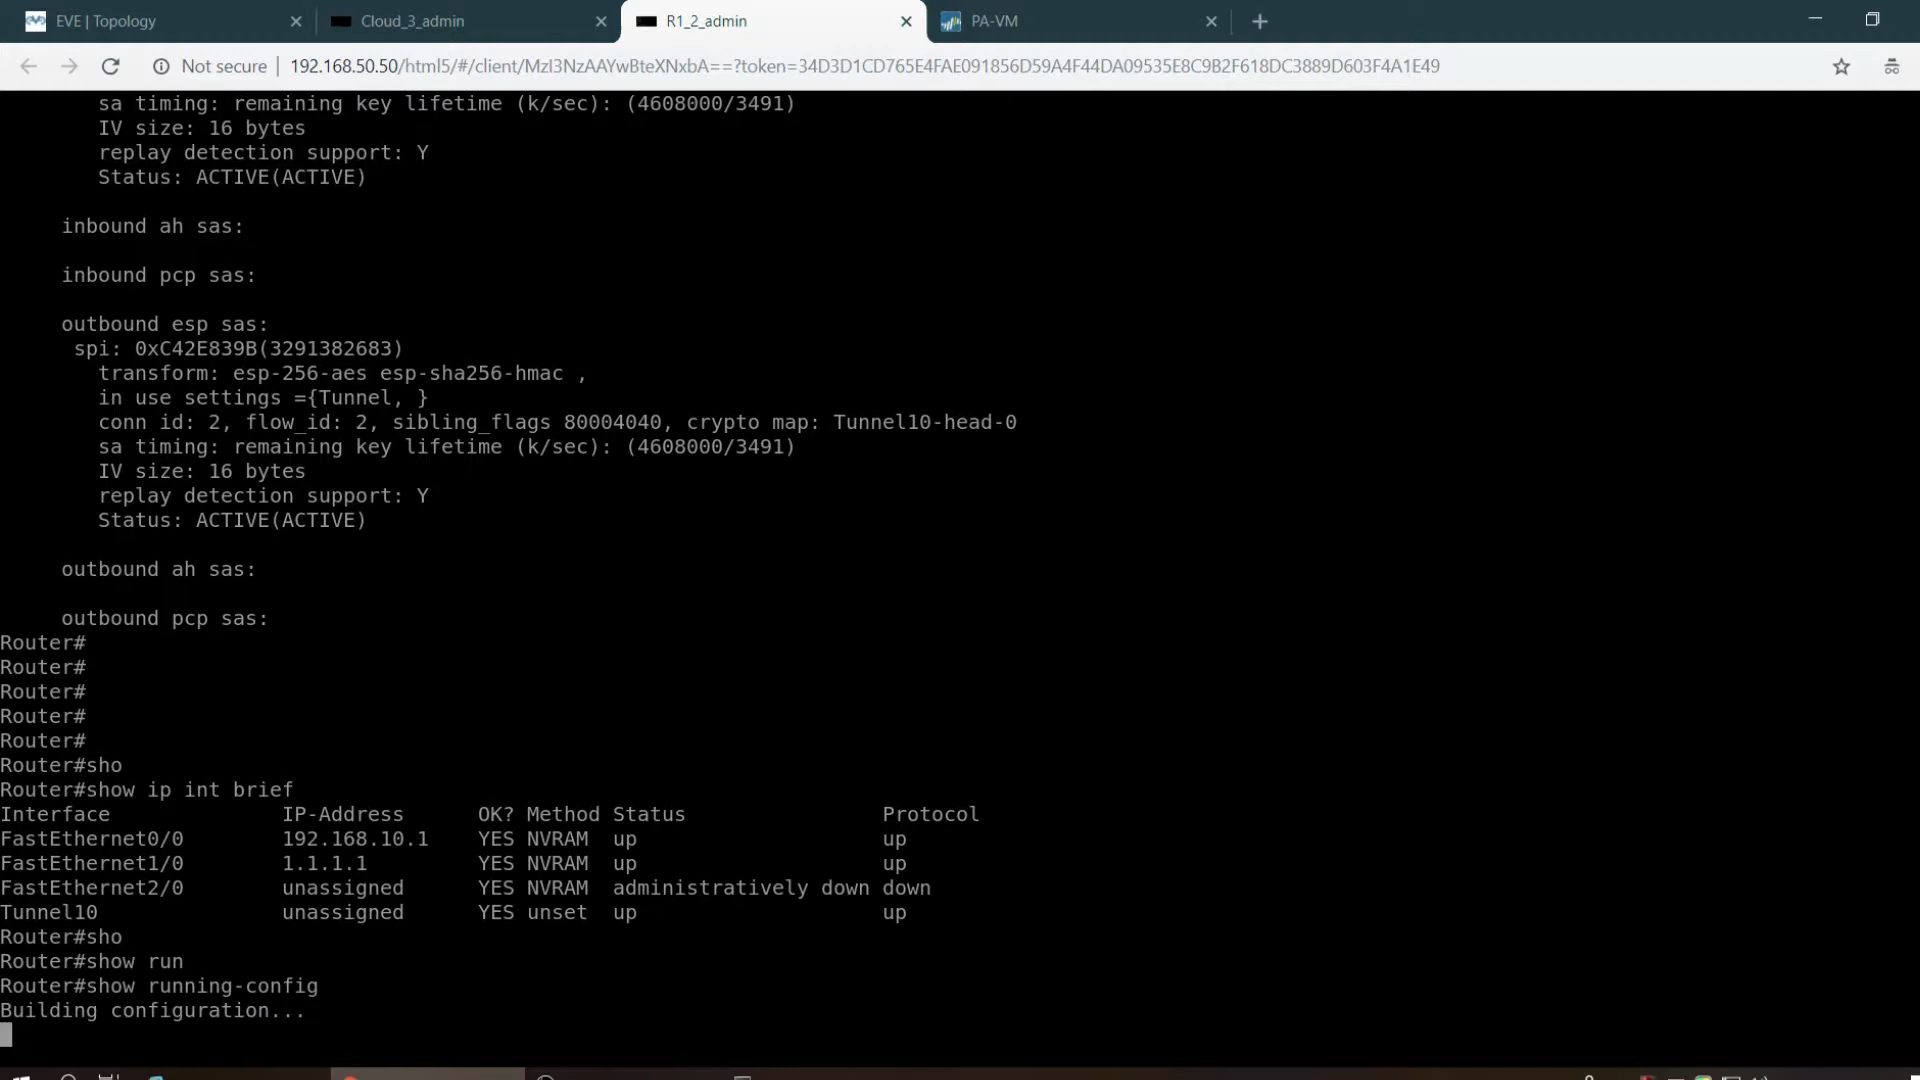 EVE | Topology
Cloud_3_admin
R1_2_admin
PA-VM
Not secure | 192.168.50.50/html5/#/client/MzI3NzAAYwBteXNxbA==?token=34D3D1CD765E4FAE091856D59A4F44DA09535E8C9B2F618DC3889D603F4A1E49
sa timing: remaining key lifetime (k/sec): (4608000/3491)
IV size: 16 bytes
replay detection support: Y
Status: ACTIVE(ACTIVE)
inbound ah sas:
inbound pcp sas:
outbound esp sas:
spi: 0xC42E839B(3291382683)
transform: esp-256-aes esp-sha256-hmac ,
in use settings ={Tunnel, }
conn id: 2, flow_id: 2, sibling_flags 80004040, crypto map: Tunnel10-head-0
sa timing: remaining key lifetime (k/sec): (4608000/3491)
IV size: 16 bytes
replay detection support: Y
Status: ACTIVE(ACTIVE)
outbound ah sas:
outbound pcp sas:
Router#
Router#
Router#
Router#
Router#
Router#sho
Router#show ip int brief
Interface IP-Address OK? Method Status Protocol
FastEthernet0/0 192.168.10.1 YES NVRAM up up
FastEthernet1/0 1.1.1.1 YES NVRAM up up
FastEthernet2/0 unassigned YES NVRAM administratively down down
Tunnel10 unassigned YES unset up up
Router#sho
Router#show run
Router#show running-config
Building configuration...